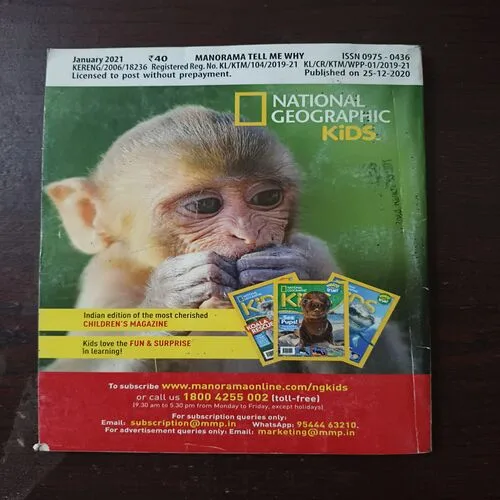 January 2021 ₹40 MANORAMA TELL ME WHY ISSN 0975 - 0436
KERENG/2006/18236 Registered Reg. No. KL/KTM/104/2019-21 KL/CR/KTM/WPP-01/2019-21
Licensed to post without prepayment. Published on 25-12-2020
NATIONAL
GEOGRAPHIC
KiDS
Indian edition of the most cherished
CHILDREN'S MAGAZINE
Kids love the FUN & SURPRISE
in learning!
KOALA
RESCUE
Sea
Pups!
To subscribe www.manoramaonline.com/ngkids
or call us 1800 4255 002 (toll-free)
(9.30 am to 5.30 pm from Monday to Friday, except holidays)
For subscription queries only:
Email: subscription@mmp.in WhatsApp: 95444 63210.
For advertisement queries only: Email: marketing@mmp.in